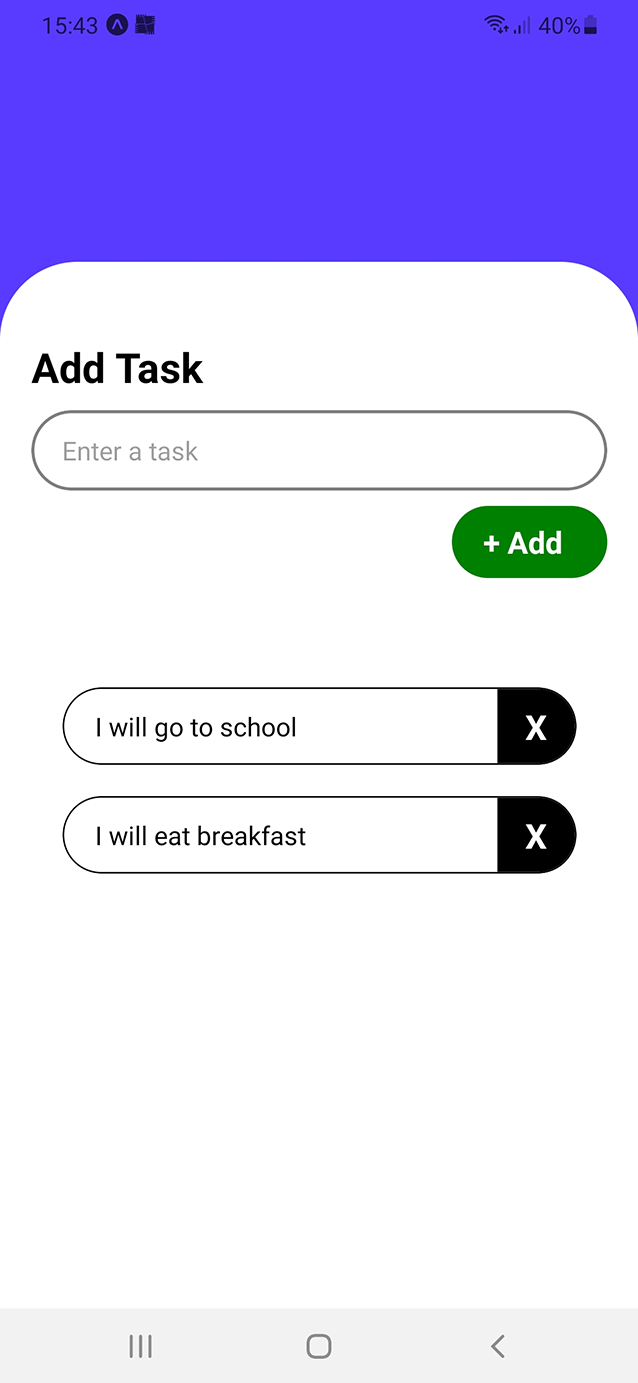 15:43 40%
Add Task
Enter a task
+ Add
I will go to school X
I will eat breakfast X